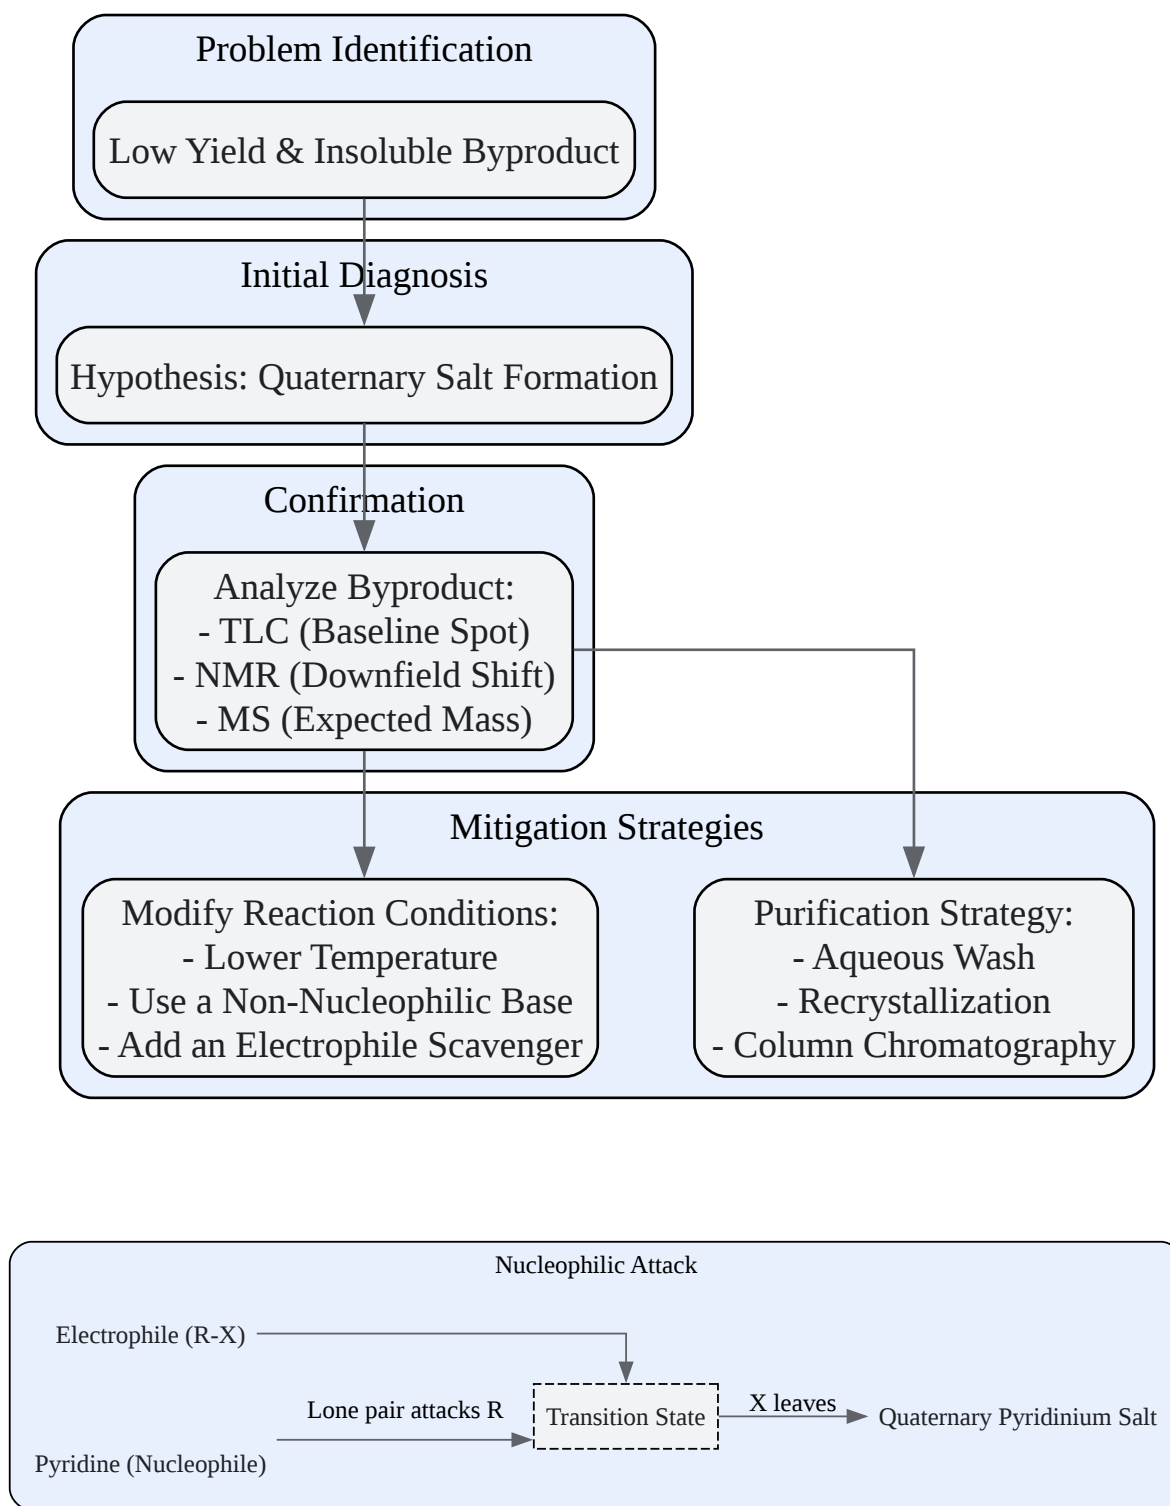 Problem Identification
Low Yield & Insoluble Byproduct
Initial Diagnosis
Hypothesis: Quaternary Salt Formation
Confirmation
Analyze Byproduct:
- TLC (Baseline Spot)
- NMR (Downfield Shift)
- MS (Expected Mass)
Mitigation Strategies
Modify Reaction Conditions:
- Lower Temperature
- Use a Non-Nucleophilic Base
- Add an Electrophile Scavenger
Purification Strategy:
- Aqueous Wash
- Recrystallization
- Column Chromatography
Nucleophilic Attack
Electrophile (R-X)
Lone pair attacks R
Pyridine (Nucleophile)
Transition State
X leaves
Quaternary Pyridinium Salt